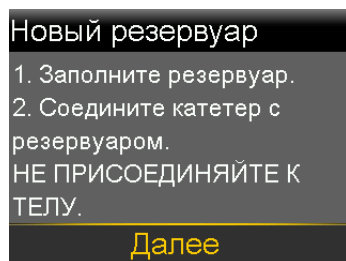 Новый резервуар
1. Заполните резервуар.
2. Соедините катетер с
резервуаром.
НЕ ПРИСОЕДИНЯЙТЕ К
ТЕЛУ.
Далее